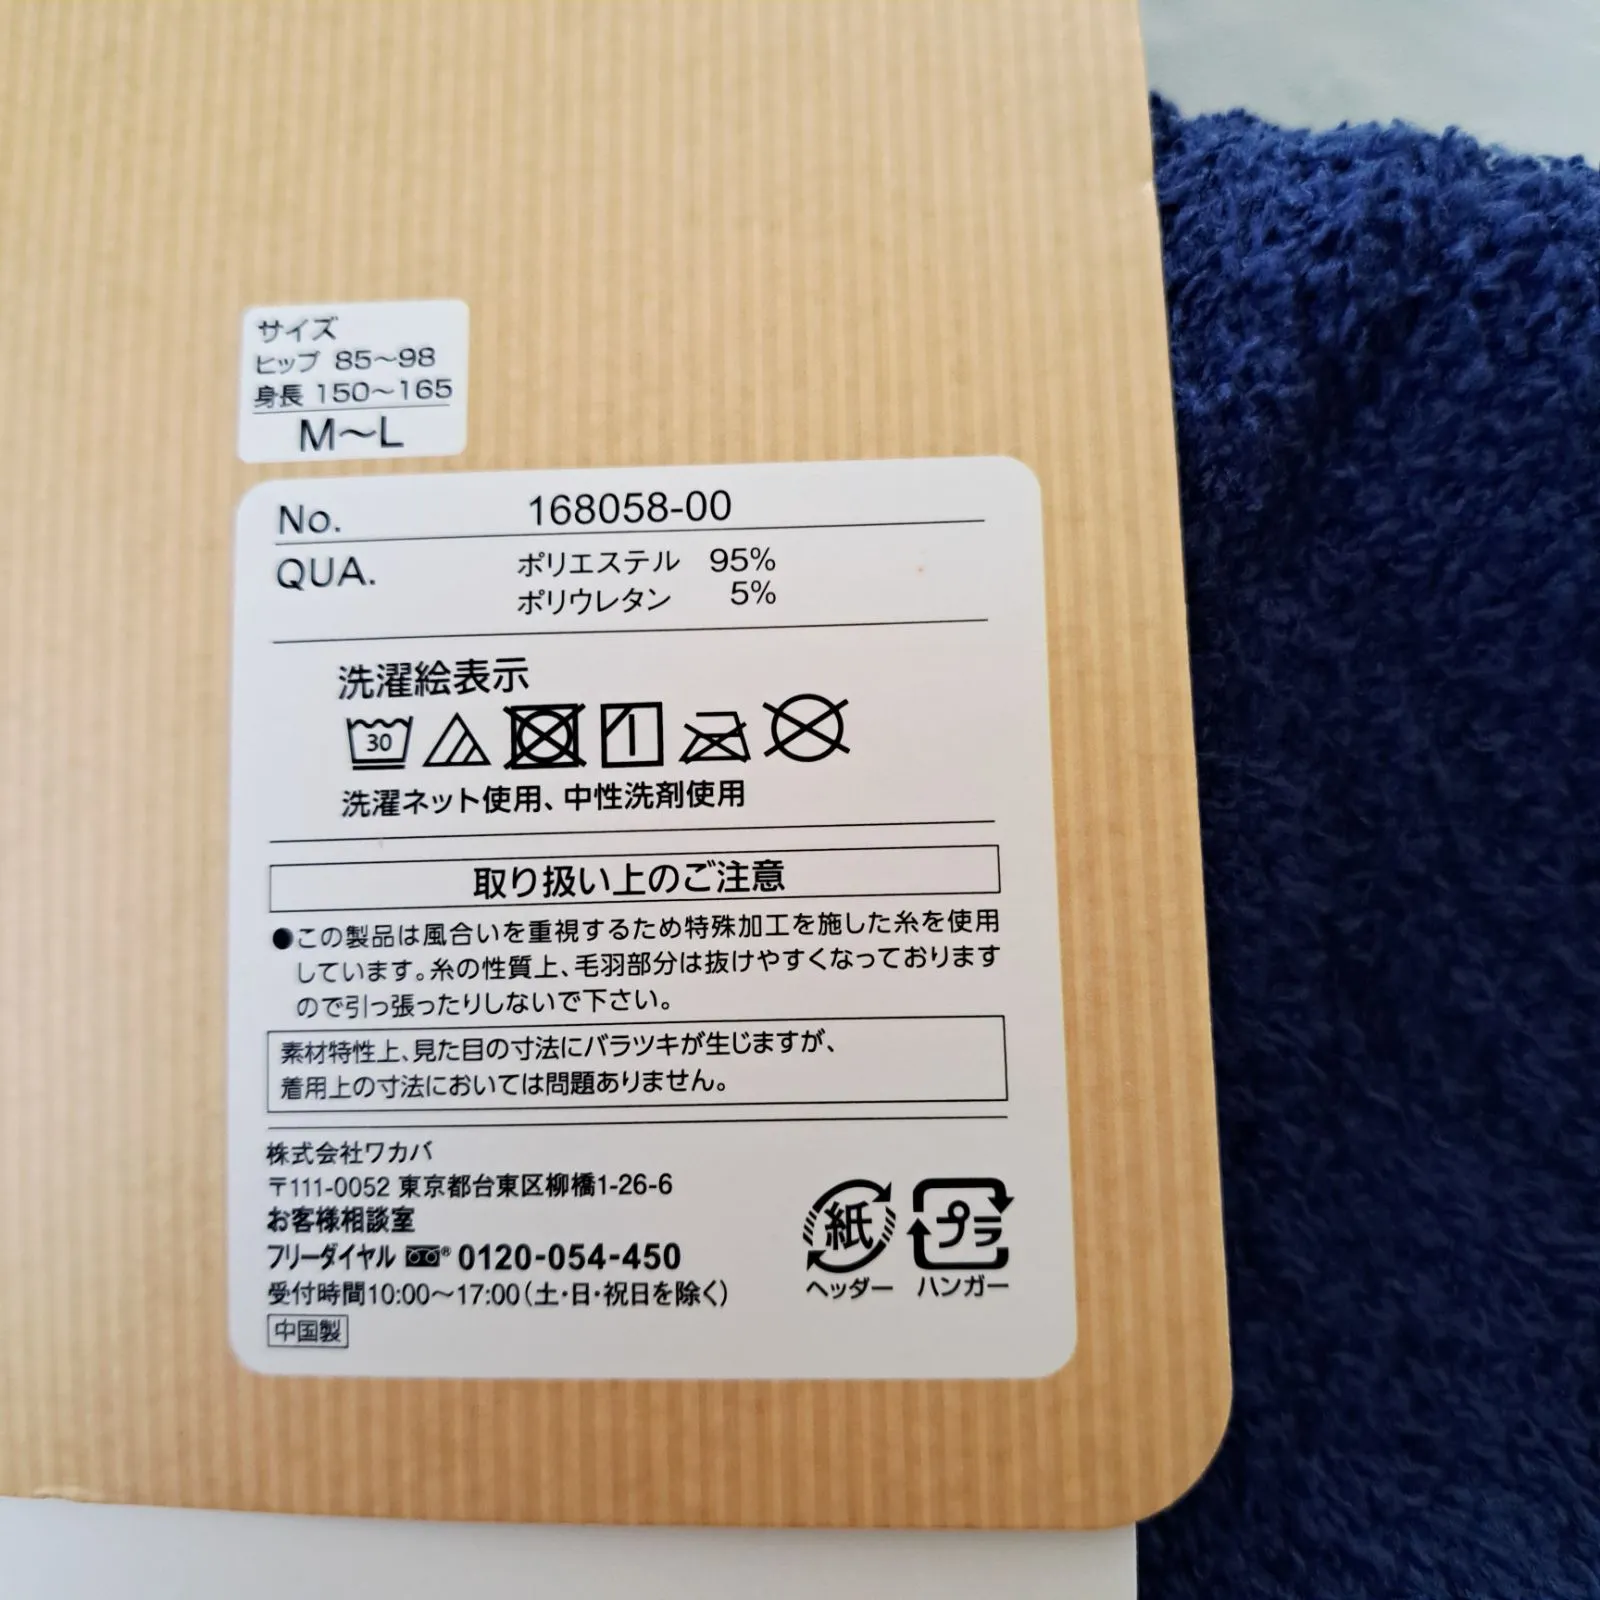 サイズ
ヒップ 85〜98
身長 150〜165
M〜L
No. 168058-00
QUA. ポリエステル 95%
ポリウレタン 5%
洗濯絵表示
30
洗濯ネット使用、中性洗剤使用
取り扱い上のご注意
●この製品は風合いを重視するため特殊加工を施した糸を使用
しています。糸の性質上、毛羽部分は抜けやすくなっております
ので引っ張ったりしないで下さい。
素材特性上、見た目の寸法にバラツキが生じますが、
着用上の寸法においては問題ありません。
株式会社ワカバ
〒111-0052 東京都台東区柳橋1-26-6
お客様相談室
フリーダイヤル ® 0120-054-450
受付時間10:00〜17:00(土・日・祝日を除く)
中国製
紙 プラ
ヘッダー ハンガー